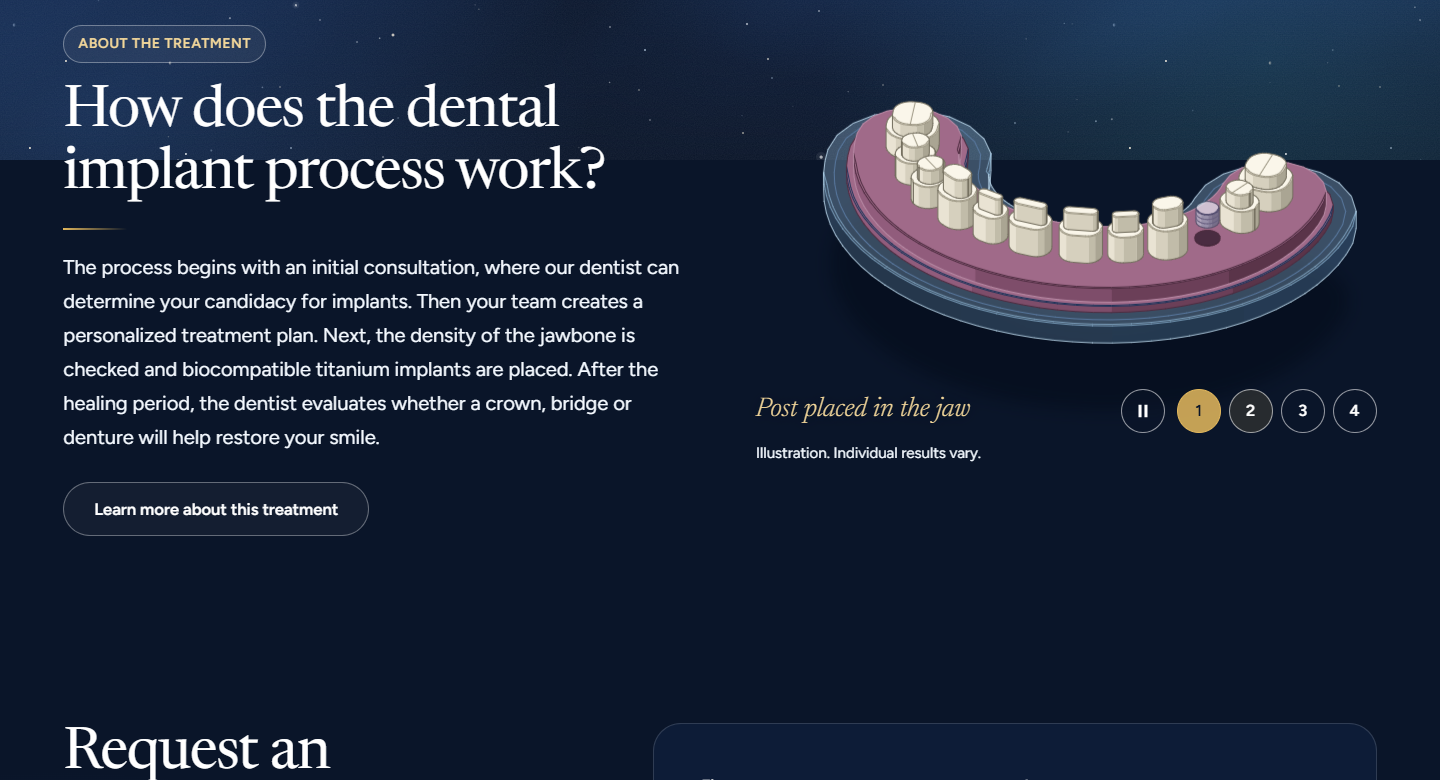 ABOUT THE TREATMENT
How does the dental
implant process work?
The process begins with an initial consultation, where our dentist can
determine your candidacy for implants. Then your team creates a
personalized treatment plan. Next, the density of the jawbone is
checked and biocompatible titanium implants are placed. After the
healing period, the dentist evaluates whether a crown, bridge or
denture will help restore your smile.
Learn more about this treatment
Post placed in the jaw
1 2 3 4
Illustration. Individual results vary.
Request an